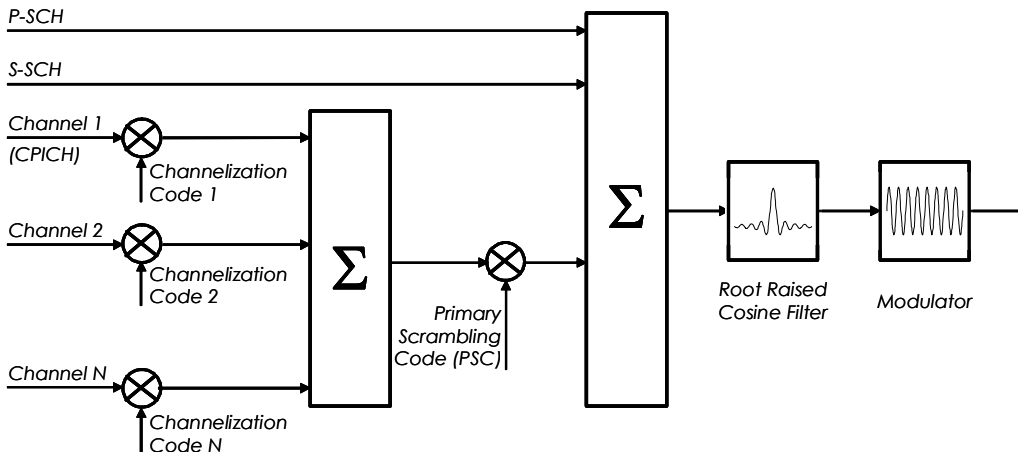 P-SCH
S-SCH
Channel 1
(CPICH)
Channelization
Code 1
Channel 2
Channelization
Code 2
Channel N
Channelization
Code N
Σ
Primary
Scrambling
Code (PSC)
Σ
Root Raised
Cosine Filter
Modulator